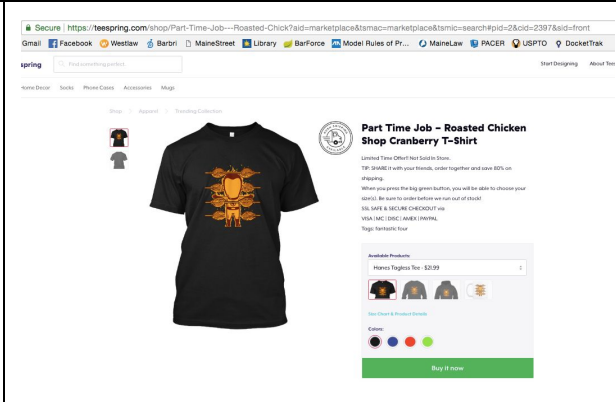 Secure | https://teespring.com/shop/Part-Time-Job---Roasted-Chick?aid=marketplace&tsmac=marketplace&tsmic=search#pid=2&cid=2397&sid=front
Gmail Facebook Westlaw Barbri MaineStreet Library BarForce Model Rules of Pr... MaineLaw PACER USPTO DocketTrak
spring Find something perfect Start Designing About Tees
Home Decor Socks Phone Cases Accessories Mugs
Shop / Apparel / Trending Collection
Part Time Job - Roasted Chicken
Shop Cranberry T-Shirt
Limited Time Offer!! Not Sold In Store.
TIP: SHARE it with your friends, order together and save 80% on
shipping.
When you press the big green button, you will be able to choose your
size(s). Be sure to order before we run out of stock!
SSL SAFE & SECURE CHECKOUT via
VISA | MC | DISC | AMEX | PAYPAL
Tags: fantastic four
Available Products:
Hanes Tagless Tee - $21.99
Size Chart & Product Details
Colors:
Buy it now